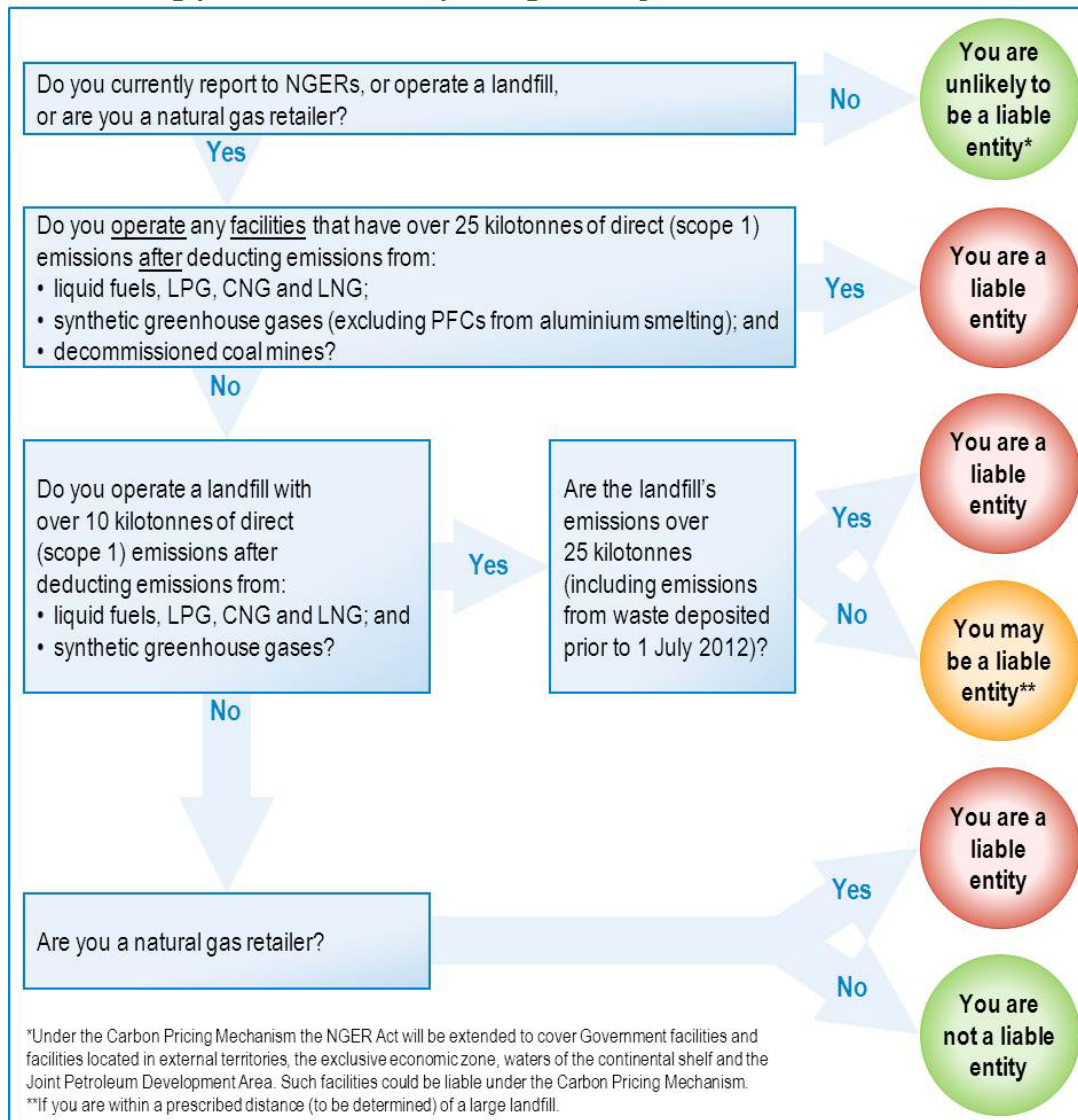 Do you currently report to NGERs, or operate a landfill,
or are you a natural gas retailer?
No
You are
unlikely to
be a liable
entity*
Yes
Do you operate any facilities that have over 25 kilotonnes of direct (scope 1)
emissions after deducting emissions from:
• liquid fuels, LPG, CNG and LNG;
• synthetic greenhouse gases (excluding PFCs from aluminium smelting); and
• decommissioned coal mines?
Yes
You are a
liable
entity
No
Do you operate a landfill with
over 10 kilotonnes of direct
(scope 1) emissions after
deducting emissions from:
• liquid fuels, LPG, CNG and LNG; and
• synthetic greenhouse gases?
Yes
Are the landfill's
emissions over
25 kilotonnes
(including emissions
from waste deposited
prior to 1 July 2012)?
Yes
You are a
liable
entity
No
You may
be a liable
entity**
No
Are you a natural gas retailer?
Yes
You are a
liable
entity
No
You are
not a liable
entity
*Under the Carbon Pricing Mechanism the NGER Act will be extended to cover Government facilities and
facilities located in external territories, the exclusive economic zone, waters of the continental shelf and the
Joint Petroleum Development Area. Such facilities could be liable under the Carbon Pricing Mechanism.
**If you are within a prescribed distance (to be determined) of a large landfill.